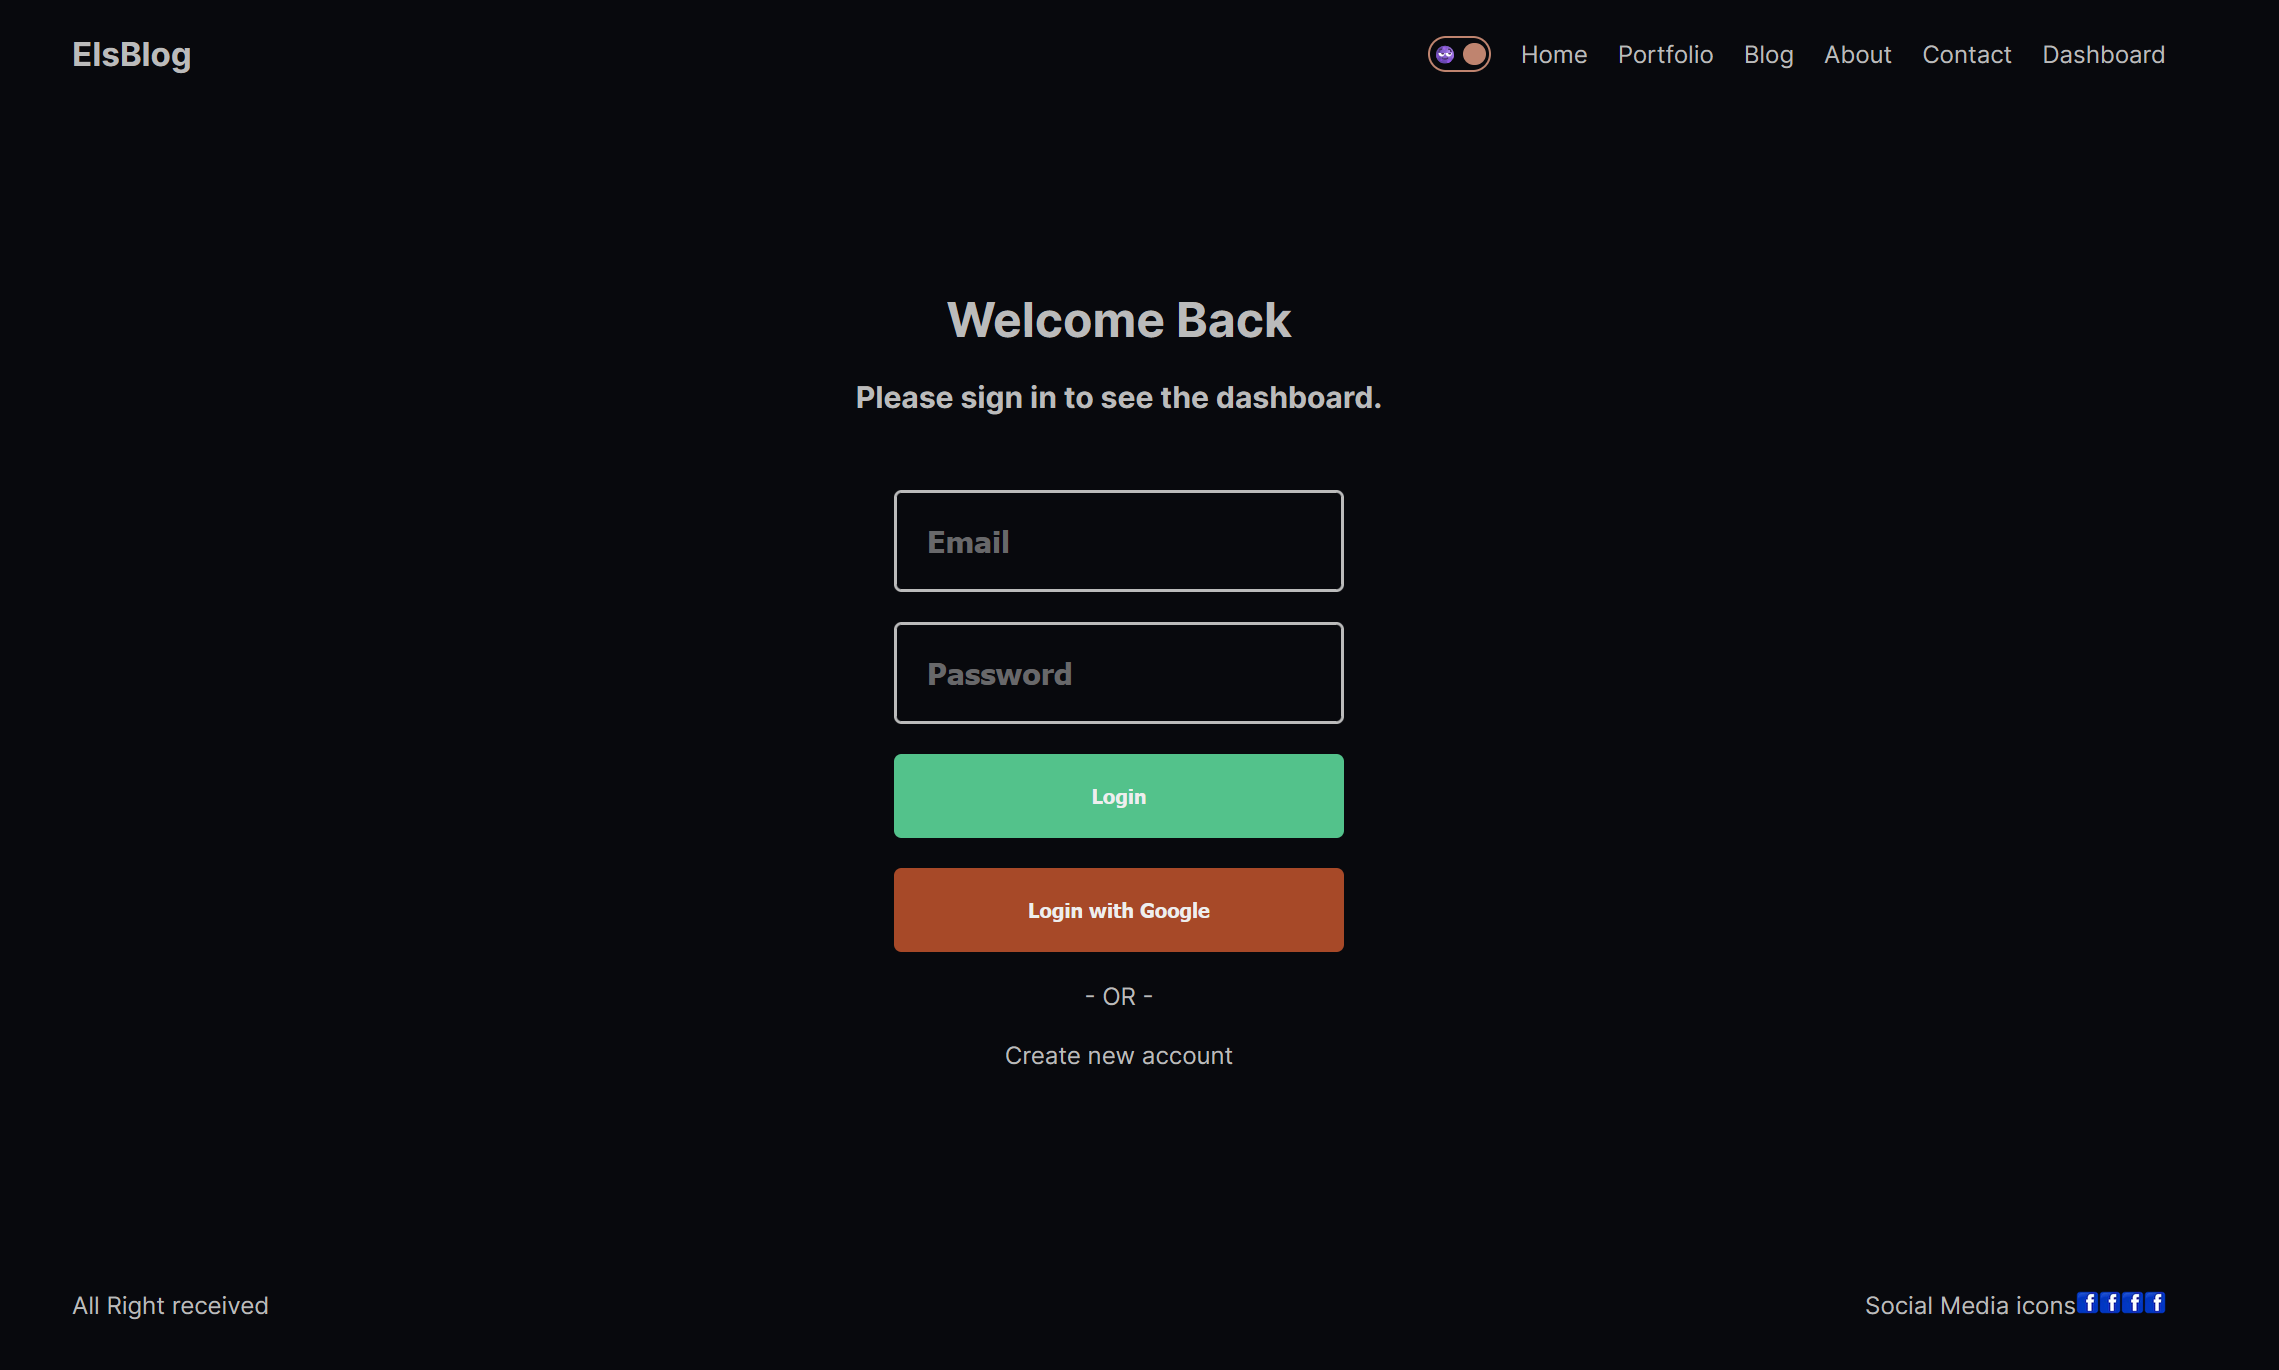 ElsBlog
Home Portfolio Blog About Contact Dashboard
Welcome Back
Please sign in to see the dashboard.
Email
Password
Login
Login with Google
- OR -
Create new account
All Right received
Social Media icons